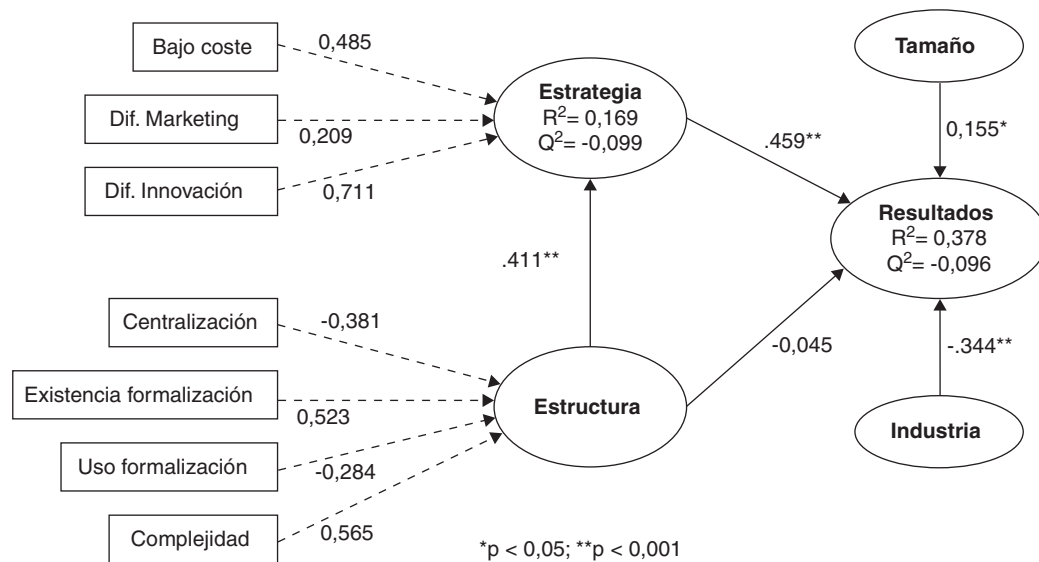 Bajo coste
0,485
Dif. Marketing
0,209
Dif. Innovación
0,711
Estrategia
R²= 0,169
Q²= -0,099
Tamaño
0,155*
.459**
Resultados
R²= 0,378
Q²= -0,096
.411**
Centralización
-0,381
Existencia formalización
0,523
Uso formalización
-0,284
Complejidad
0,565
Estructura
-0,045
-.344**
Industria
*p < 0,05; **p < 0,001